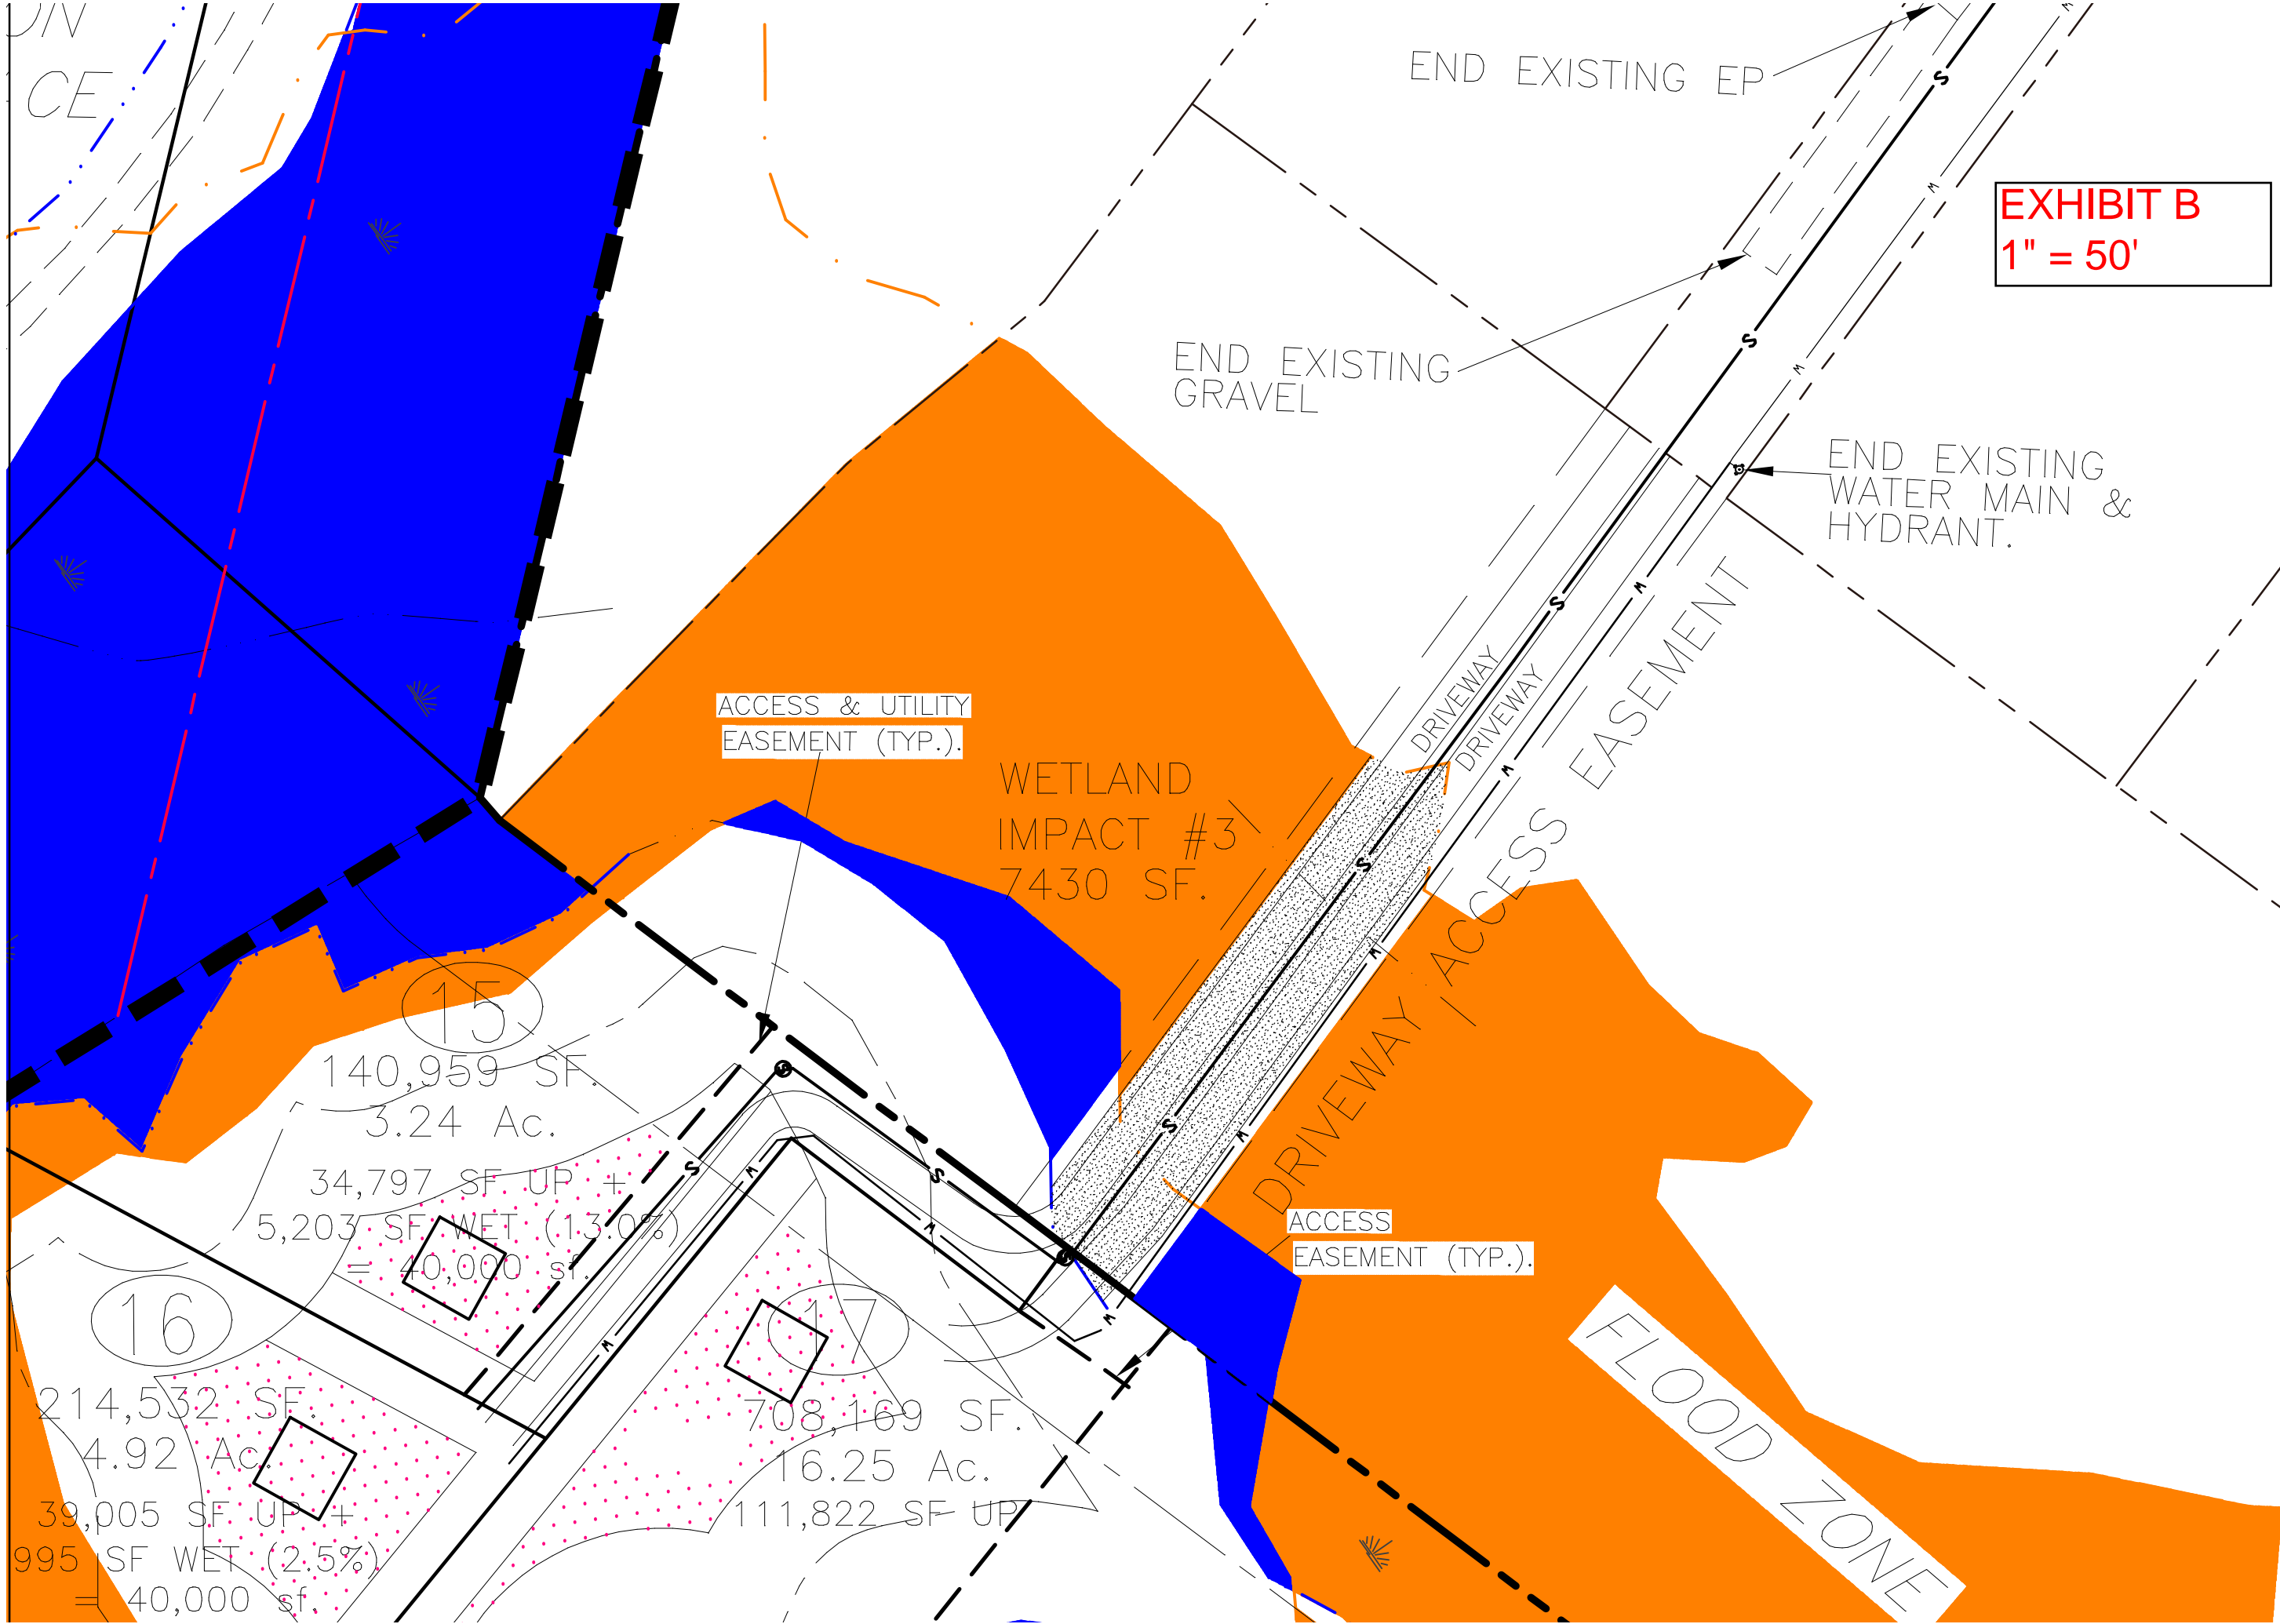 CE
END EXISTING EP
EXHIBIT B
1" = 50'
END EXISTING
GRAVEL
END EXISTING
WATER MAIN &
HYDRANT.
ACCESS & UTILITY
EASEMENT (TYP.).
WETLAND
IMPACT #3
7430 SF.
DRIVEWAY
DRIVEWAY
DRIVEWAY ACCESS EASEMENT
15
140,959 SF.
3.24 Ac.
34,797 SF UP +
5,203 SF WET (13.0%)
= 40,000 sf.
ACCESS
EASEMENT (TYP.).
16
214,532 SF.
4.92 Ac.
39,005 SF UP +
995 SF WET (2.5%)
= 40,000 sf.
17
708,169 SF.
16.25 Ac.
111,822 SF UP
FLOOD ZONE
S
S
S
S
S
S
S
W
W
W
W
W
W
W
W
W
W
W